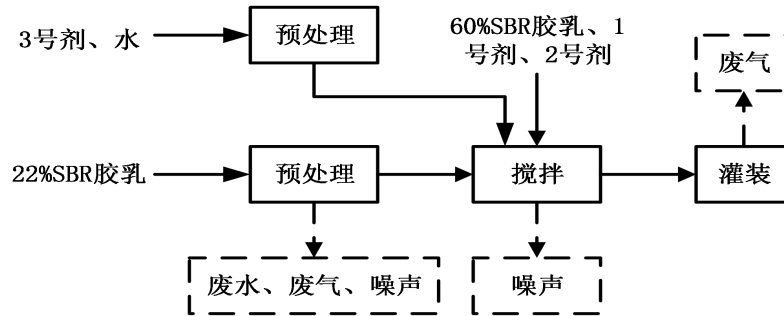 3号剂、水
预处理
60%SBR胶乳、1
号剂、2号剂
废气
22%SBR胶乳
预处理
搅拌
灌装
废水、废气、噪声
噪声